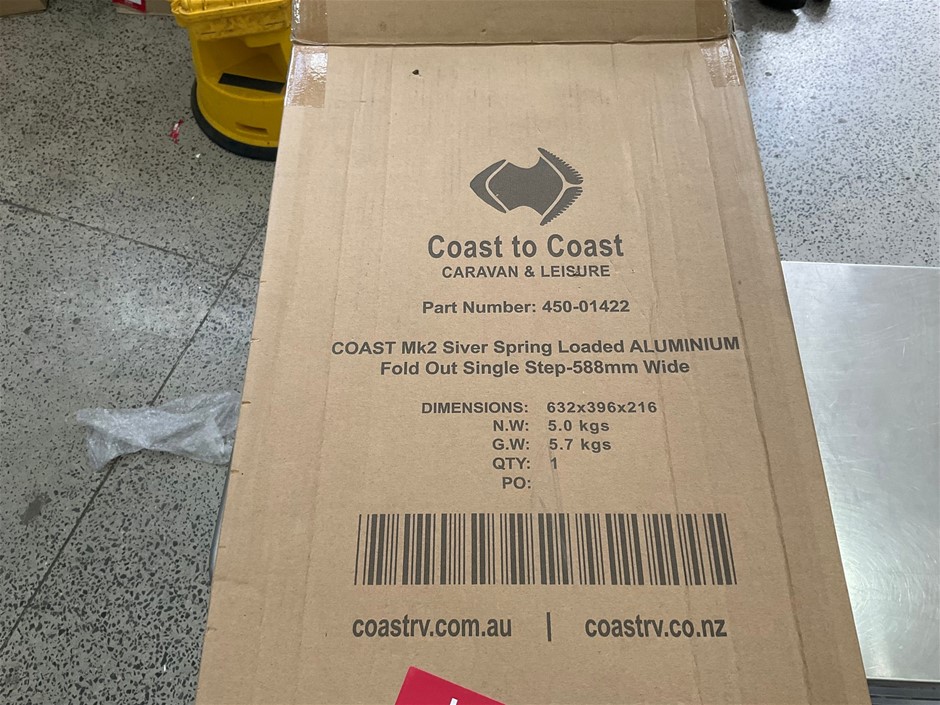 Coast to Coast
CARAVAN & LEISURE
Part Number: 450-01422
COAST Mk2 Siver Spring Loaded ALUMINIUM
Fold Out Single Step-588mm Wide
DIMENSIONS: 632x396x216
N.W: 5.0 kgs
G.W: 5.7 kgs
QTY: 1
PO:
coastrv.com.au | coastrv.co.nz